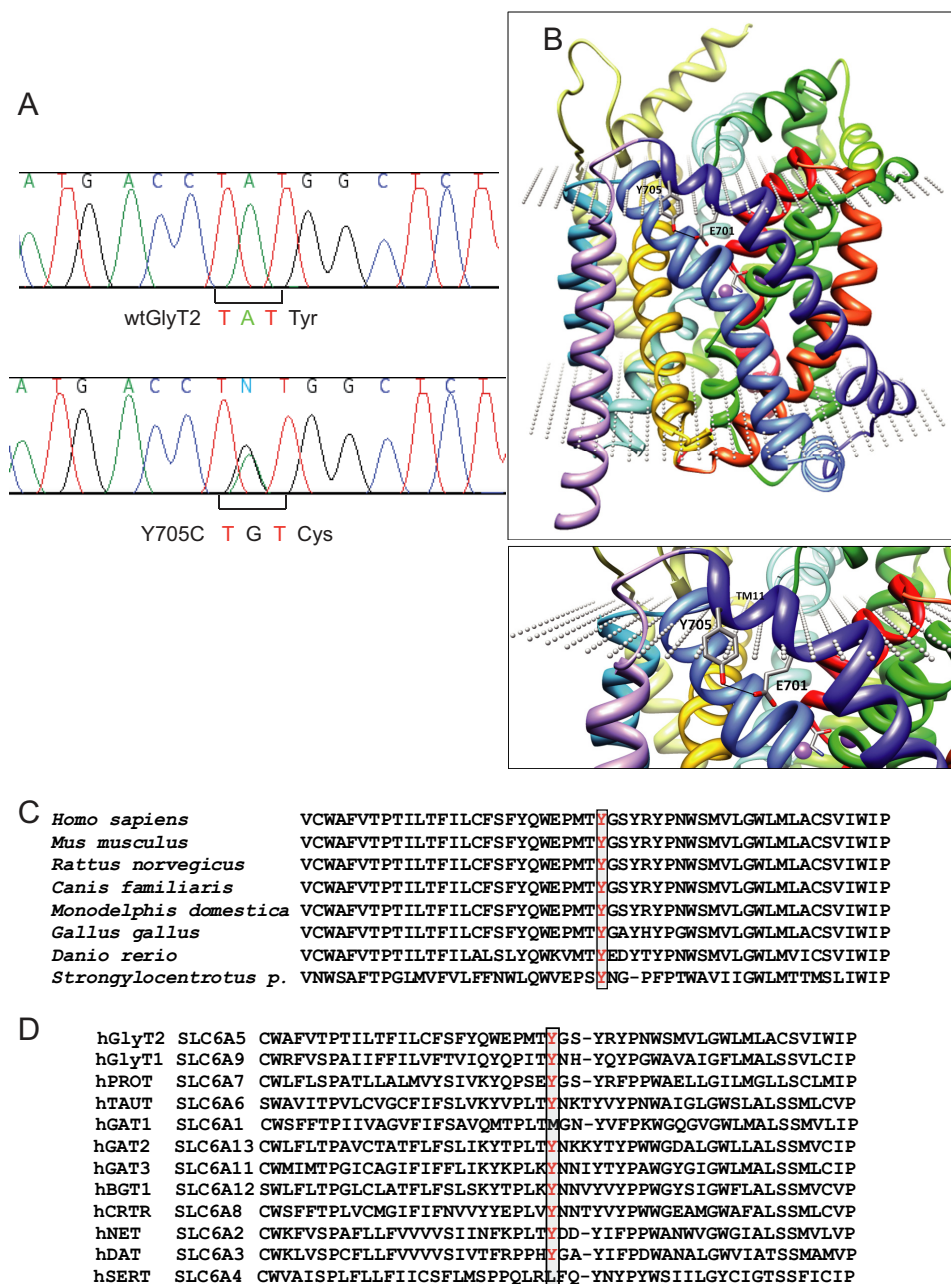 A
A T G A C C T A T G G C T C T
wtGlyT2 T A T Tyr
A T G A C C T N T G G C T C T
Y705C T G T Cys
B
Y705
E701
TM11
Y705
E701
C
Homo sapiens VCWAFVTPTILTFILCFSFYQWEPMTYGSYRYPNWSMVLGWLMLACSVIWIP
Mus musculus VCWAFVTPTILTFILCFSFYQWEPMTYGSYRYPNWSMVLGWLMLACSVIWIP
Rattus norvegicus VCWAFVTPTILTFILCFSFYQWEPMTYGSYRYPNWSMVLGWLMLACSVIWIP
Canis familiaris VCWAFVTPTILTFILCFSFYQWEPMTYGSYRYPNWSMVLGWLMLACSVIWIP
Monodelphis domestica VCWAFVTPTILTFILCFSFYQWEPMTYGSYRYPNWSMVLGWLMLACSVIWIP
Gallus gallus VCWAFVTPTILTFILCFSFYQWEPMTYGAYHYPGWSMVLGWLMLACSVIWIP
Danio rerio VCWAFVTPTILTFILALSLYQWKVMTYEDYTYPNWSMVLGWLMVICSVIWIP
Strongylocentrotus p. VNWSAFTPGLMVFVLFFNWLQWVEPSYNG-PFPTWAVIIGWLMTTMSLIWIP
D
hGlyT2 SLC6A5 CWAFVTPTILTFILCFSFYQWEPMTYGS-YRYPNWSMVLGWLMLACSVIWIP
hGlyT1 SLC6A9 CWRFVSPAIIFFILVFTVIQYQPITYNH-YQYPGWAVAIGFLMALSSVLCIP
hPROT SLC6A7 CWLFLSPATLLALMVYSIVKYQPSEYGS-YRFPPWAELLGILMGLLSCLMIP
hTAUT SLC6A6 SWAVITPVLCVGCFIFSLVKYVPLTYNKTYVYPNWAIGLGWSLALSSMLCVP
hGAT1 SLC6A1 CWSFFTPIIVAGVFIFSAVQMTPLTMGN-YVFPKWGQGVGWLMALSSMVLIP
hGAT2 SLC6A13 CWLFLTPAVCTATFLFSLIKYTPLTYNKKYTYPWWGDALGWLLALSSMVCIP
hGAT3 SLC6A11 CWMIMTPGICAGIFIFFLIKYKPLKYNNIYTYPAWGYGIGWLMALSSMLCIP
hBGT1 SLC6A12 SWLFLTPGLCLATFLFSLSKYTPLKYNNVYVYPPWGYSIGWFLALSSMVCVP
hCRTR SLC6A8 CWSFFTPLVCMGIFIFNVVYYEPLVYNNTYVYPWWGEAMGWAFALSSMLCVP
hNET SLC6A2 CWKFVSPAFLLFVVVVSIINFKPLTYDD-YIFPPWANWVGWGIALSSMVLVP
hDAT SLC6A3 CWKLVSPCFLLFVVVVSIVTFRPPHYGA-YIFPDWANALGWVIATSSMAMVP
hSERT SLC6A4 CWVAISPLFLLFIICSFLMSPPQLRLFQ-YNYPYWSIILGYCIGTSSFICIP